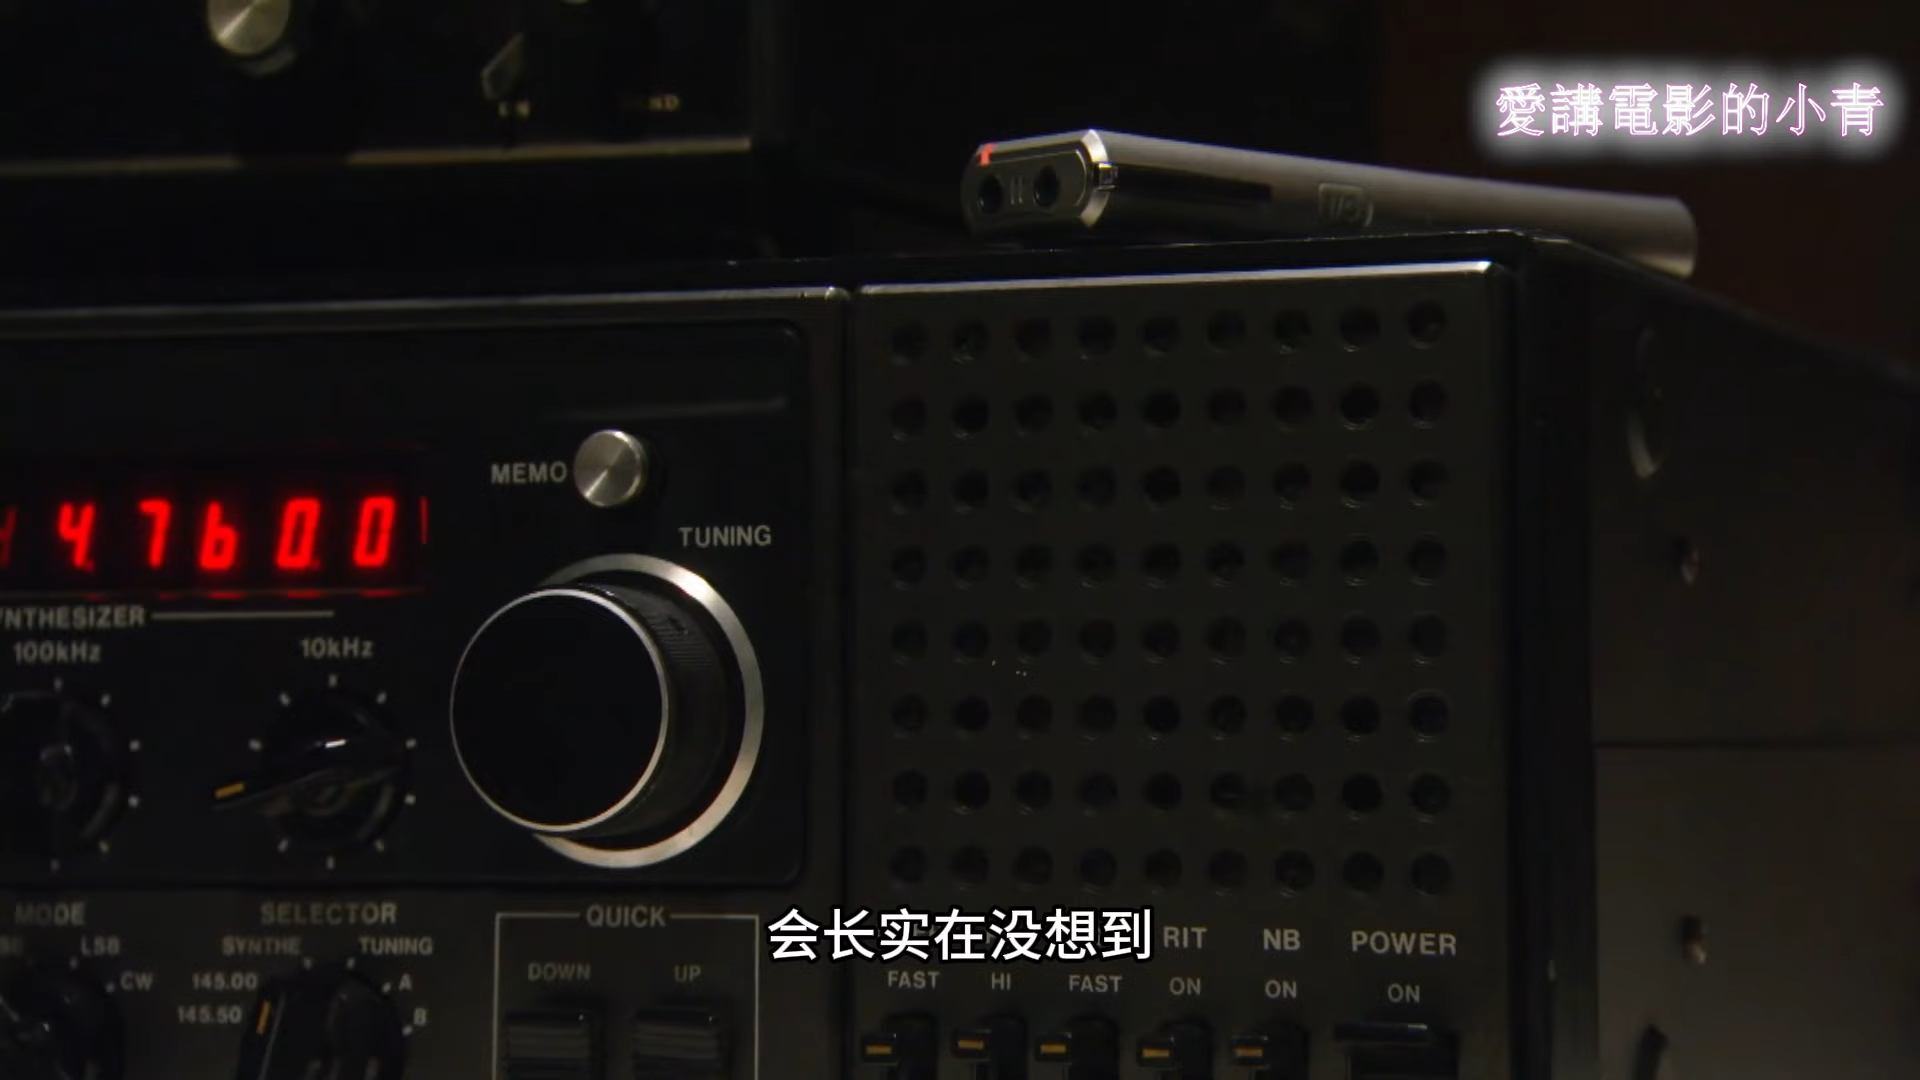 愛講電影的小青
MEMO
TUNING
4.7600.0
100kHz
10kHz
MODE
SELECTOR
LSB
CW
SYNTHE
TUNING
145.00
A
145.50
B
QUICK
DOWN
UP
会长实在没想到
RIT
NB
POWER
FAST
HI
FAST
ON
ON
ON